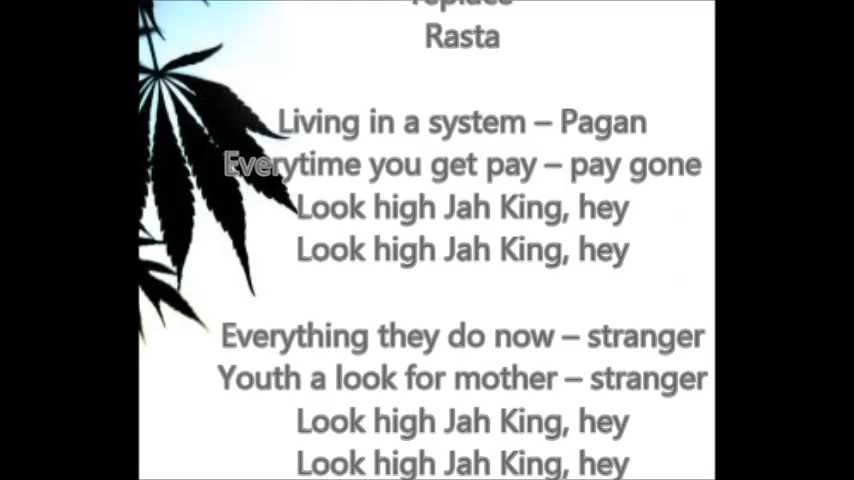 Rasta
Living in a system – Pagan
Everytime you get pay – pay gone
Look high Jah King, hey
Look high Jah King, hey
Everything they do now – stranger
Youth a look for mother – stranger
Look high Jah King, hey
Look high Jah King, hey